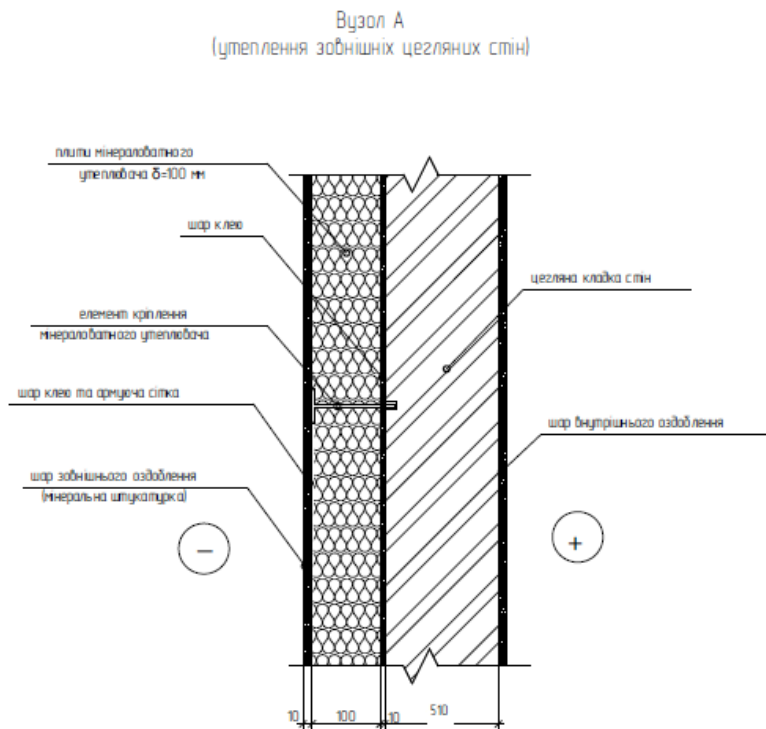 Вузол А
(утеплення зовнішніх цегляних стін)
плити мінераловатного
утеплювача δ=100 мм
шар клею
цегляна кладка стін
елемент кріплення
мінераловатного утеплювача
шар клею та армуюча сітка
шар внутрішнього оздоблення
шар зовнішнього оздоблення
(мінеральна штукатурка)
−
+
10 100 10 510